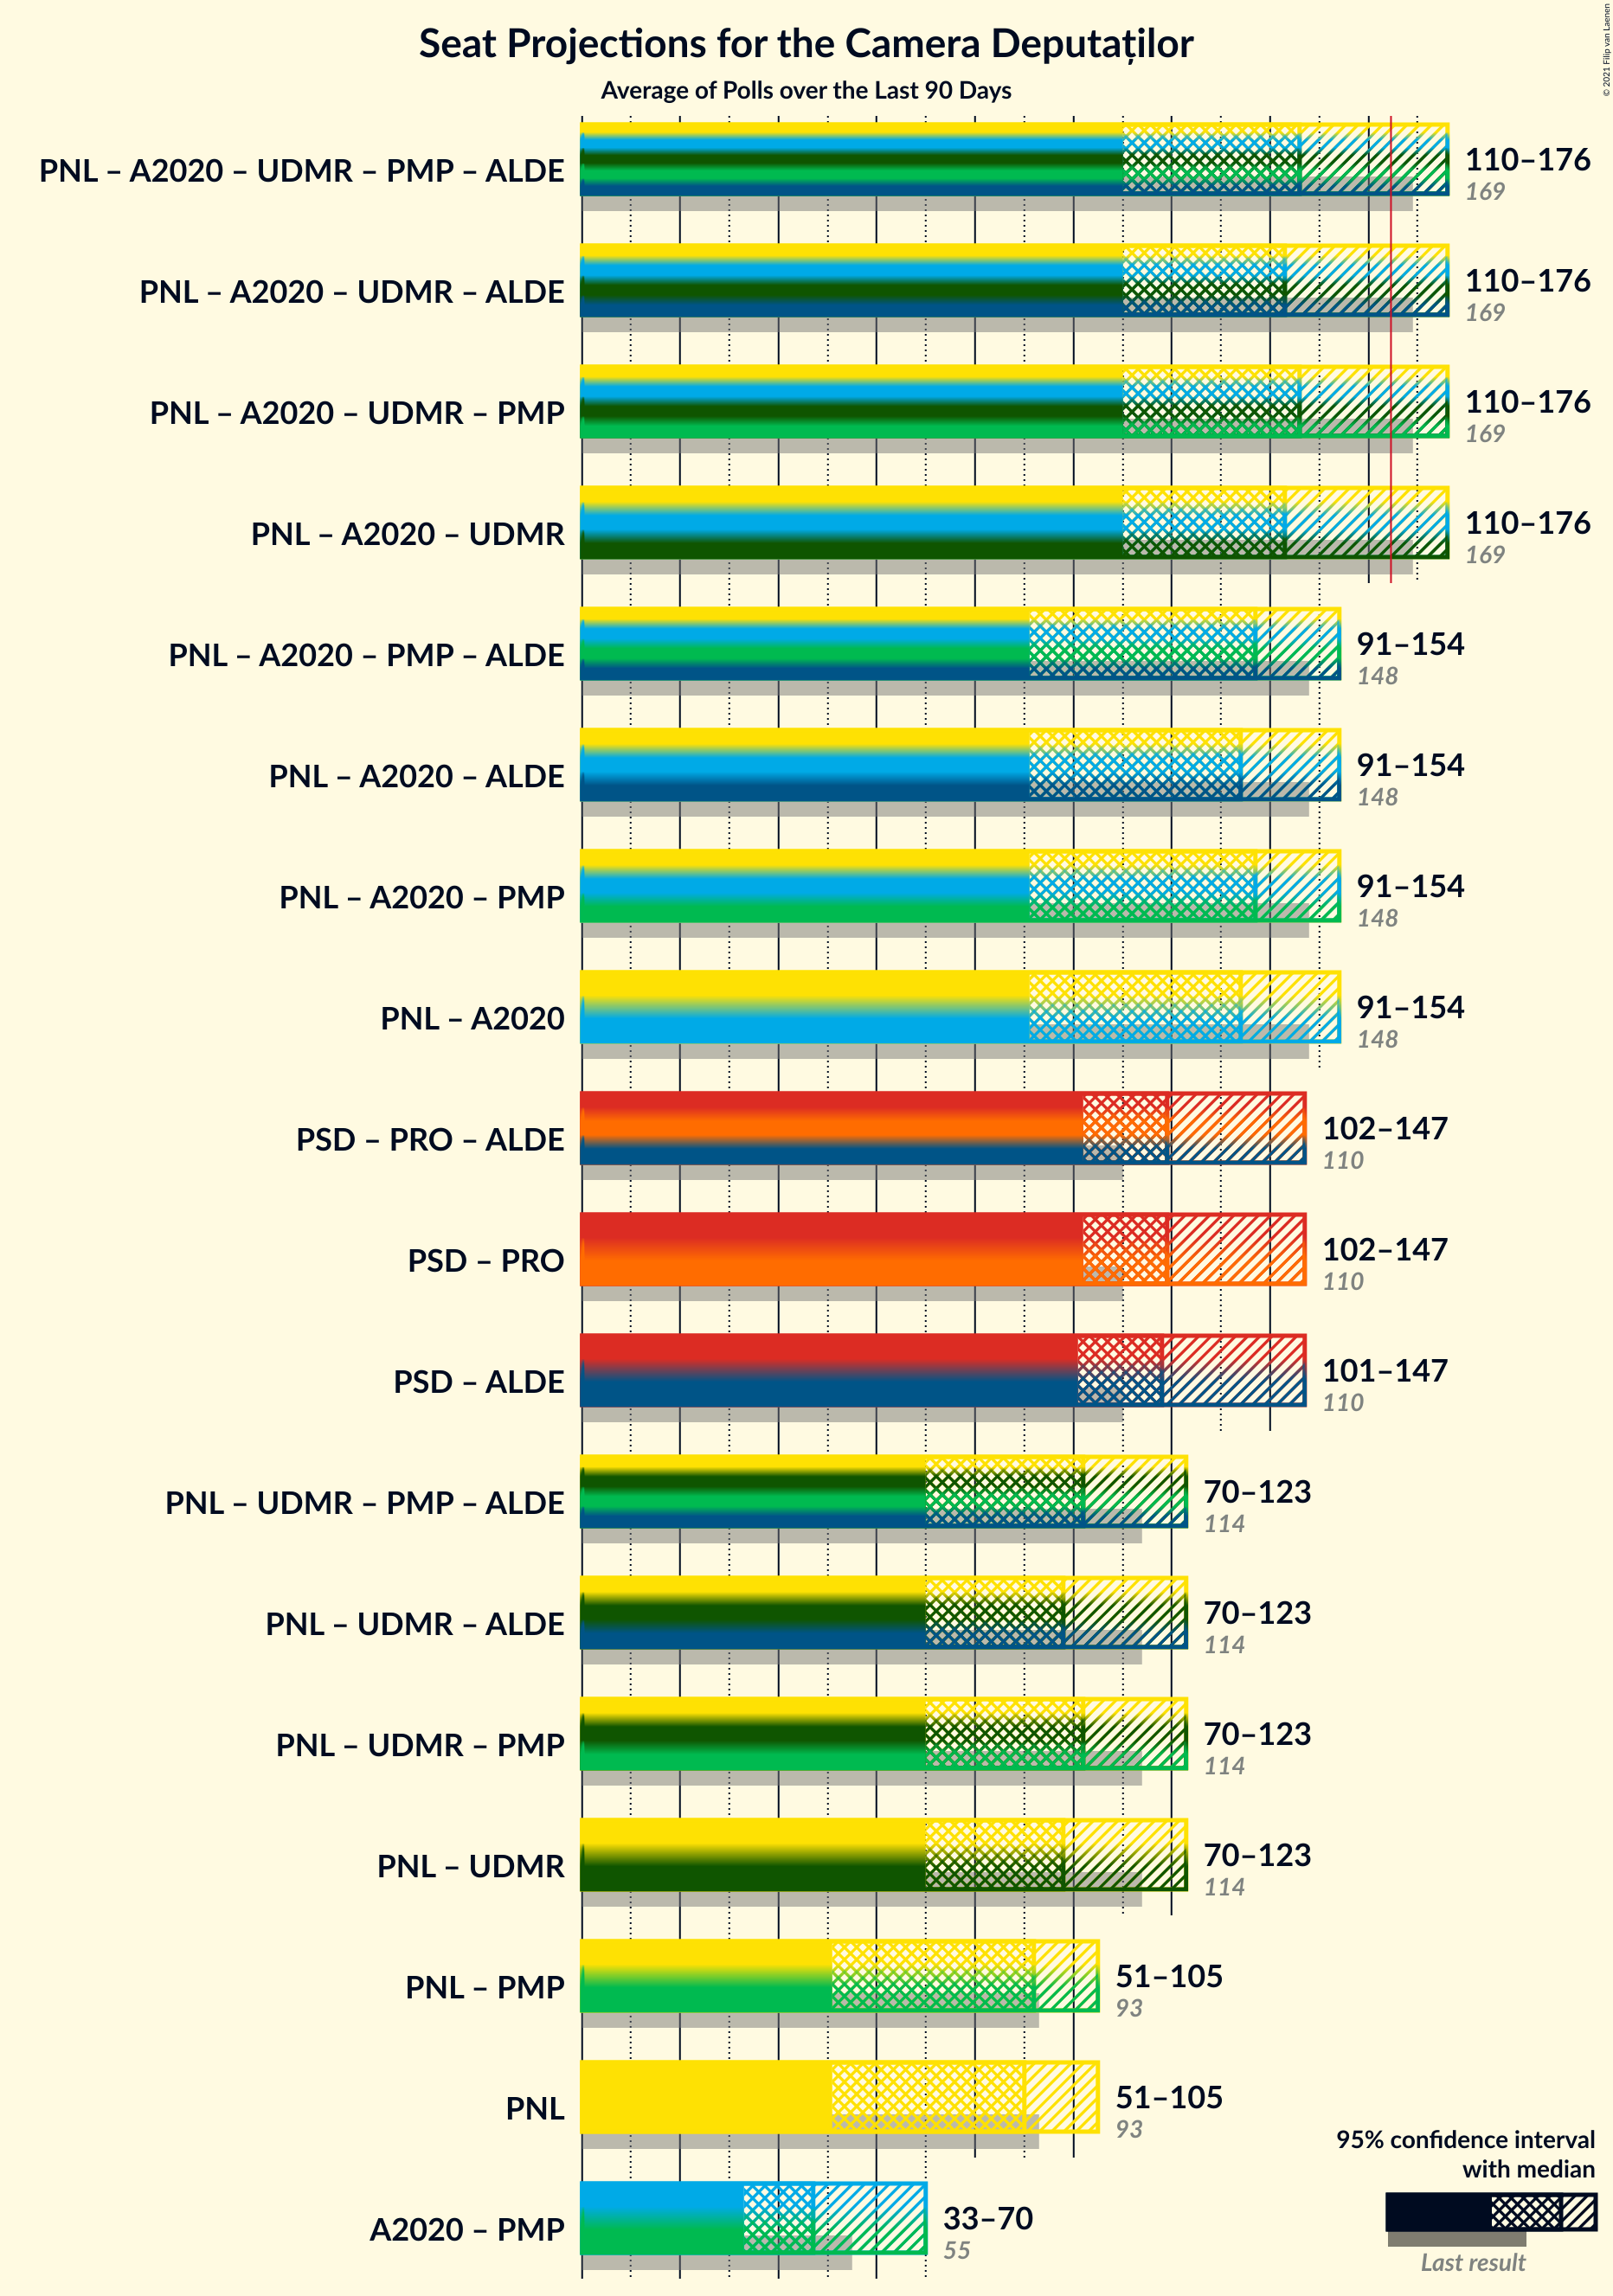 Seat Projections for the Camera Deputaților
Average of Polls over the Last 90 Days
© 2021 Filip van Laenen
PNL – A2020 – UDMR – PMP – ALDE
110–176
169
PNL – A2020 – UDMR – ALDE
110–176
169
PNL – A2020 – UDMR – PMP
110–176
169
PNL – A2020 – UDMR
110–176
169
PNL – A2020 – PMP – ALDE
91–154
148
PNL – A2020 – ALDE
91–154
148
PNL – A2020 – PMP
91–154
148
PNL – A2020
91–154
148
PSD – PRO – ALDE
102–147
110
PSD – PRO
102–147
110
PSD – ALDE
101–147
110
PNL – UDMR – PMP – ALDE
70–123
114
PNL – UDMR – ALDE
70–123
114
PNL – UDMR – PMP
70–123
114
PNL – UDMR
70–123
114
PNL – PMP
51–105
93
PNL
51–105
93
A2020 – PMP
33–70
55
95% confidence interval
with median
Last result